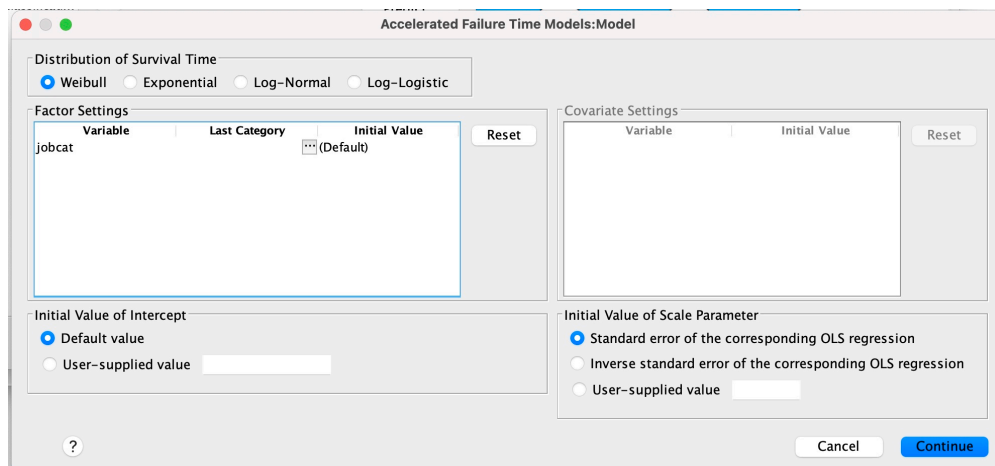 Accelerated Failure Time Models:Model
Distribution of Survival Time
Weibull Exponential Log-Normal Log-Logistic
Factor Settings
Variable Last Category Initial Value
jobcat ... (Default)
Reset
Covariate Settings
Variable Initial Value
Reset
Initial Value of Intercept
Default value
User-supplied value
Initial Value of Scale Parameter
Standard error of the corresponding OLS regression
Inverse standard error of the corresponding OLS regression
User-supplied value
?
Cancel
Continue